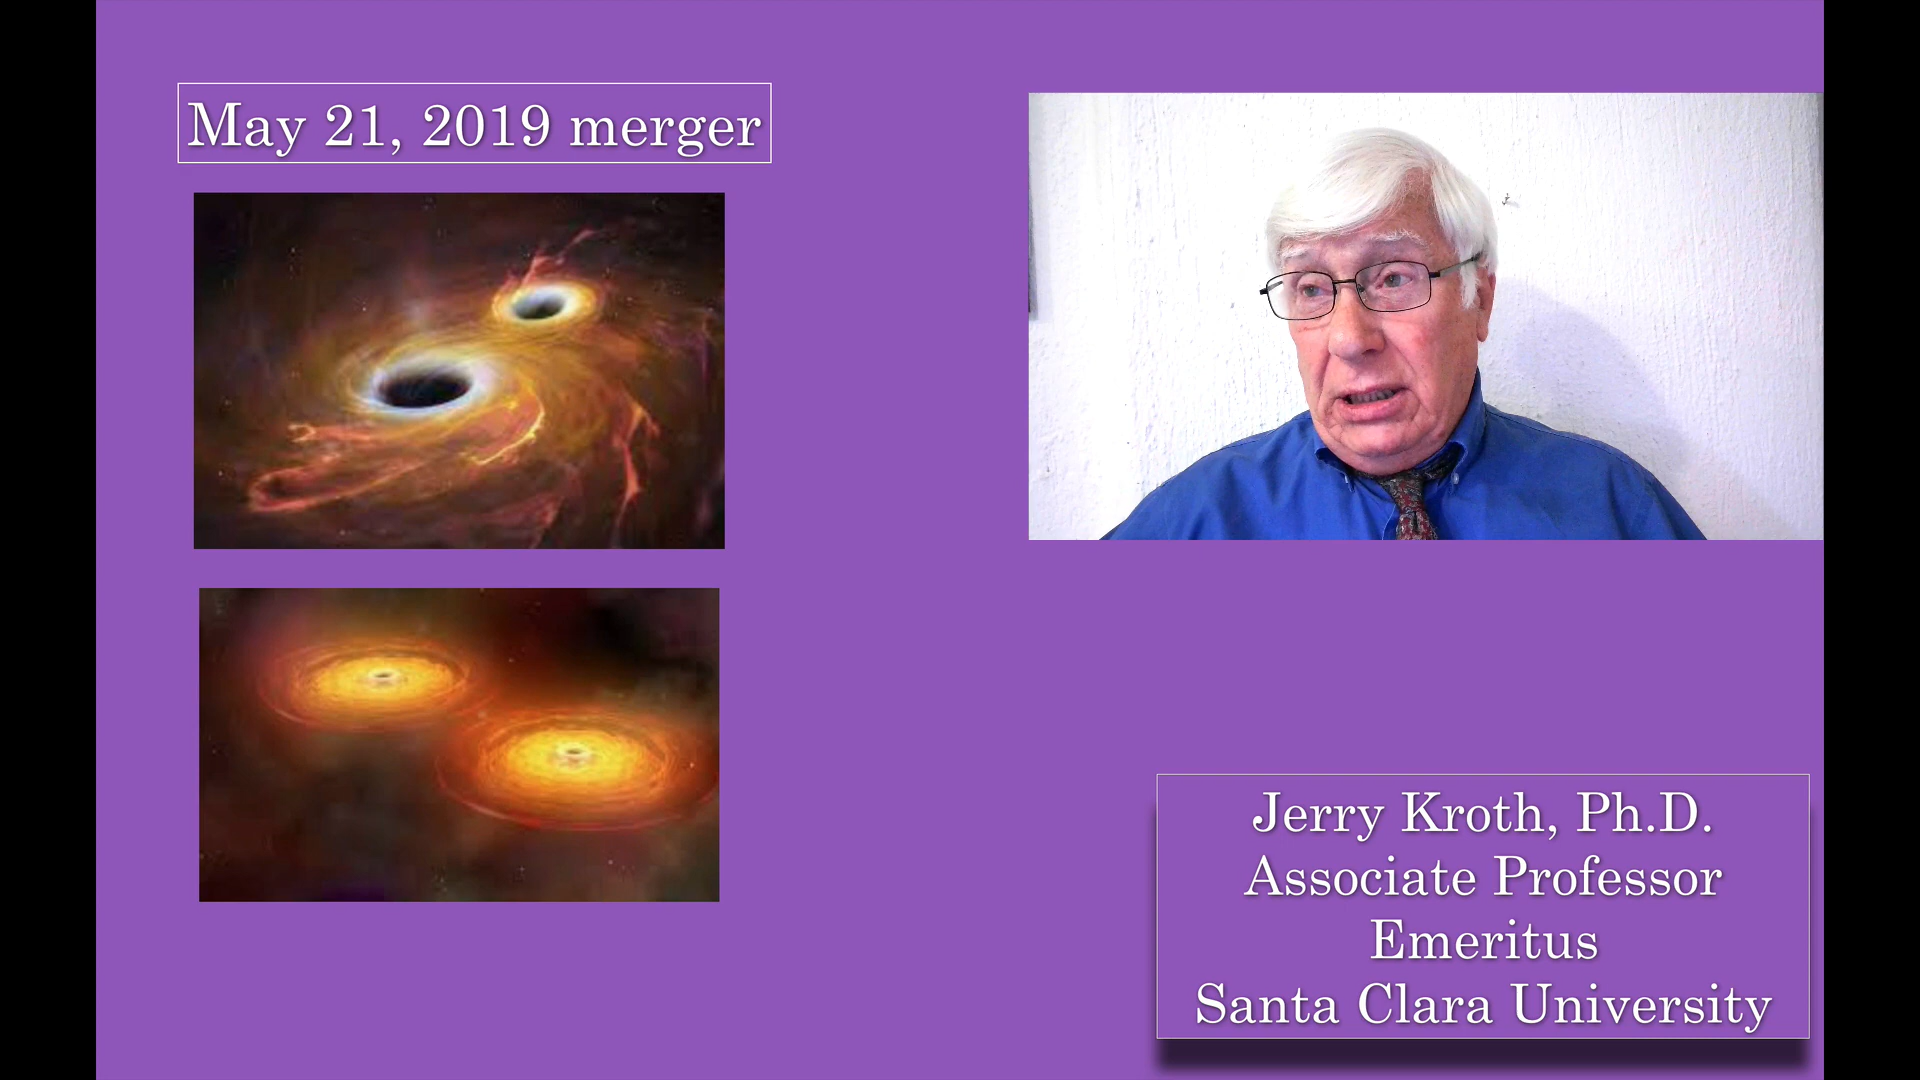 May 21, 2019 merger
Jerry Kroth, Ph.D.
Associate Professor
Emeritus
Santa Clara University